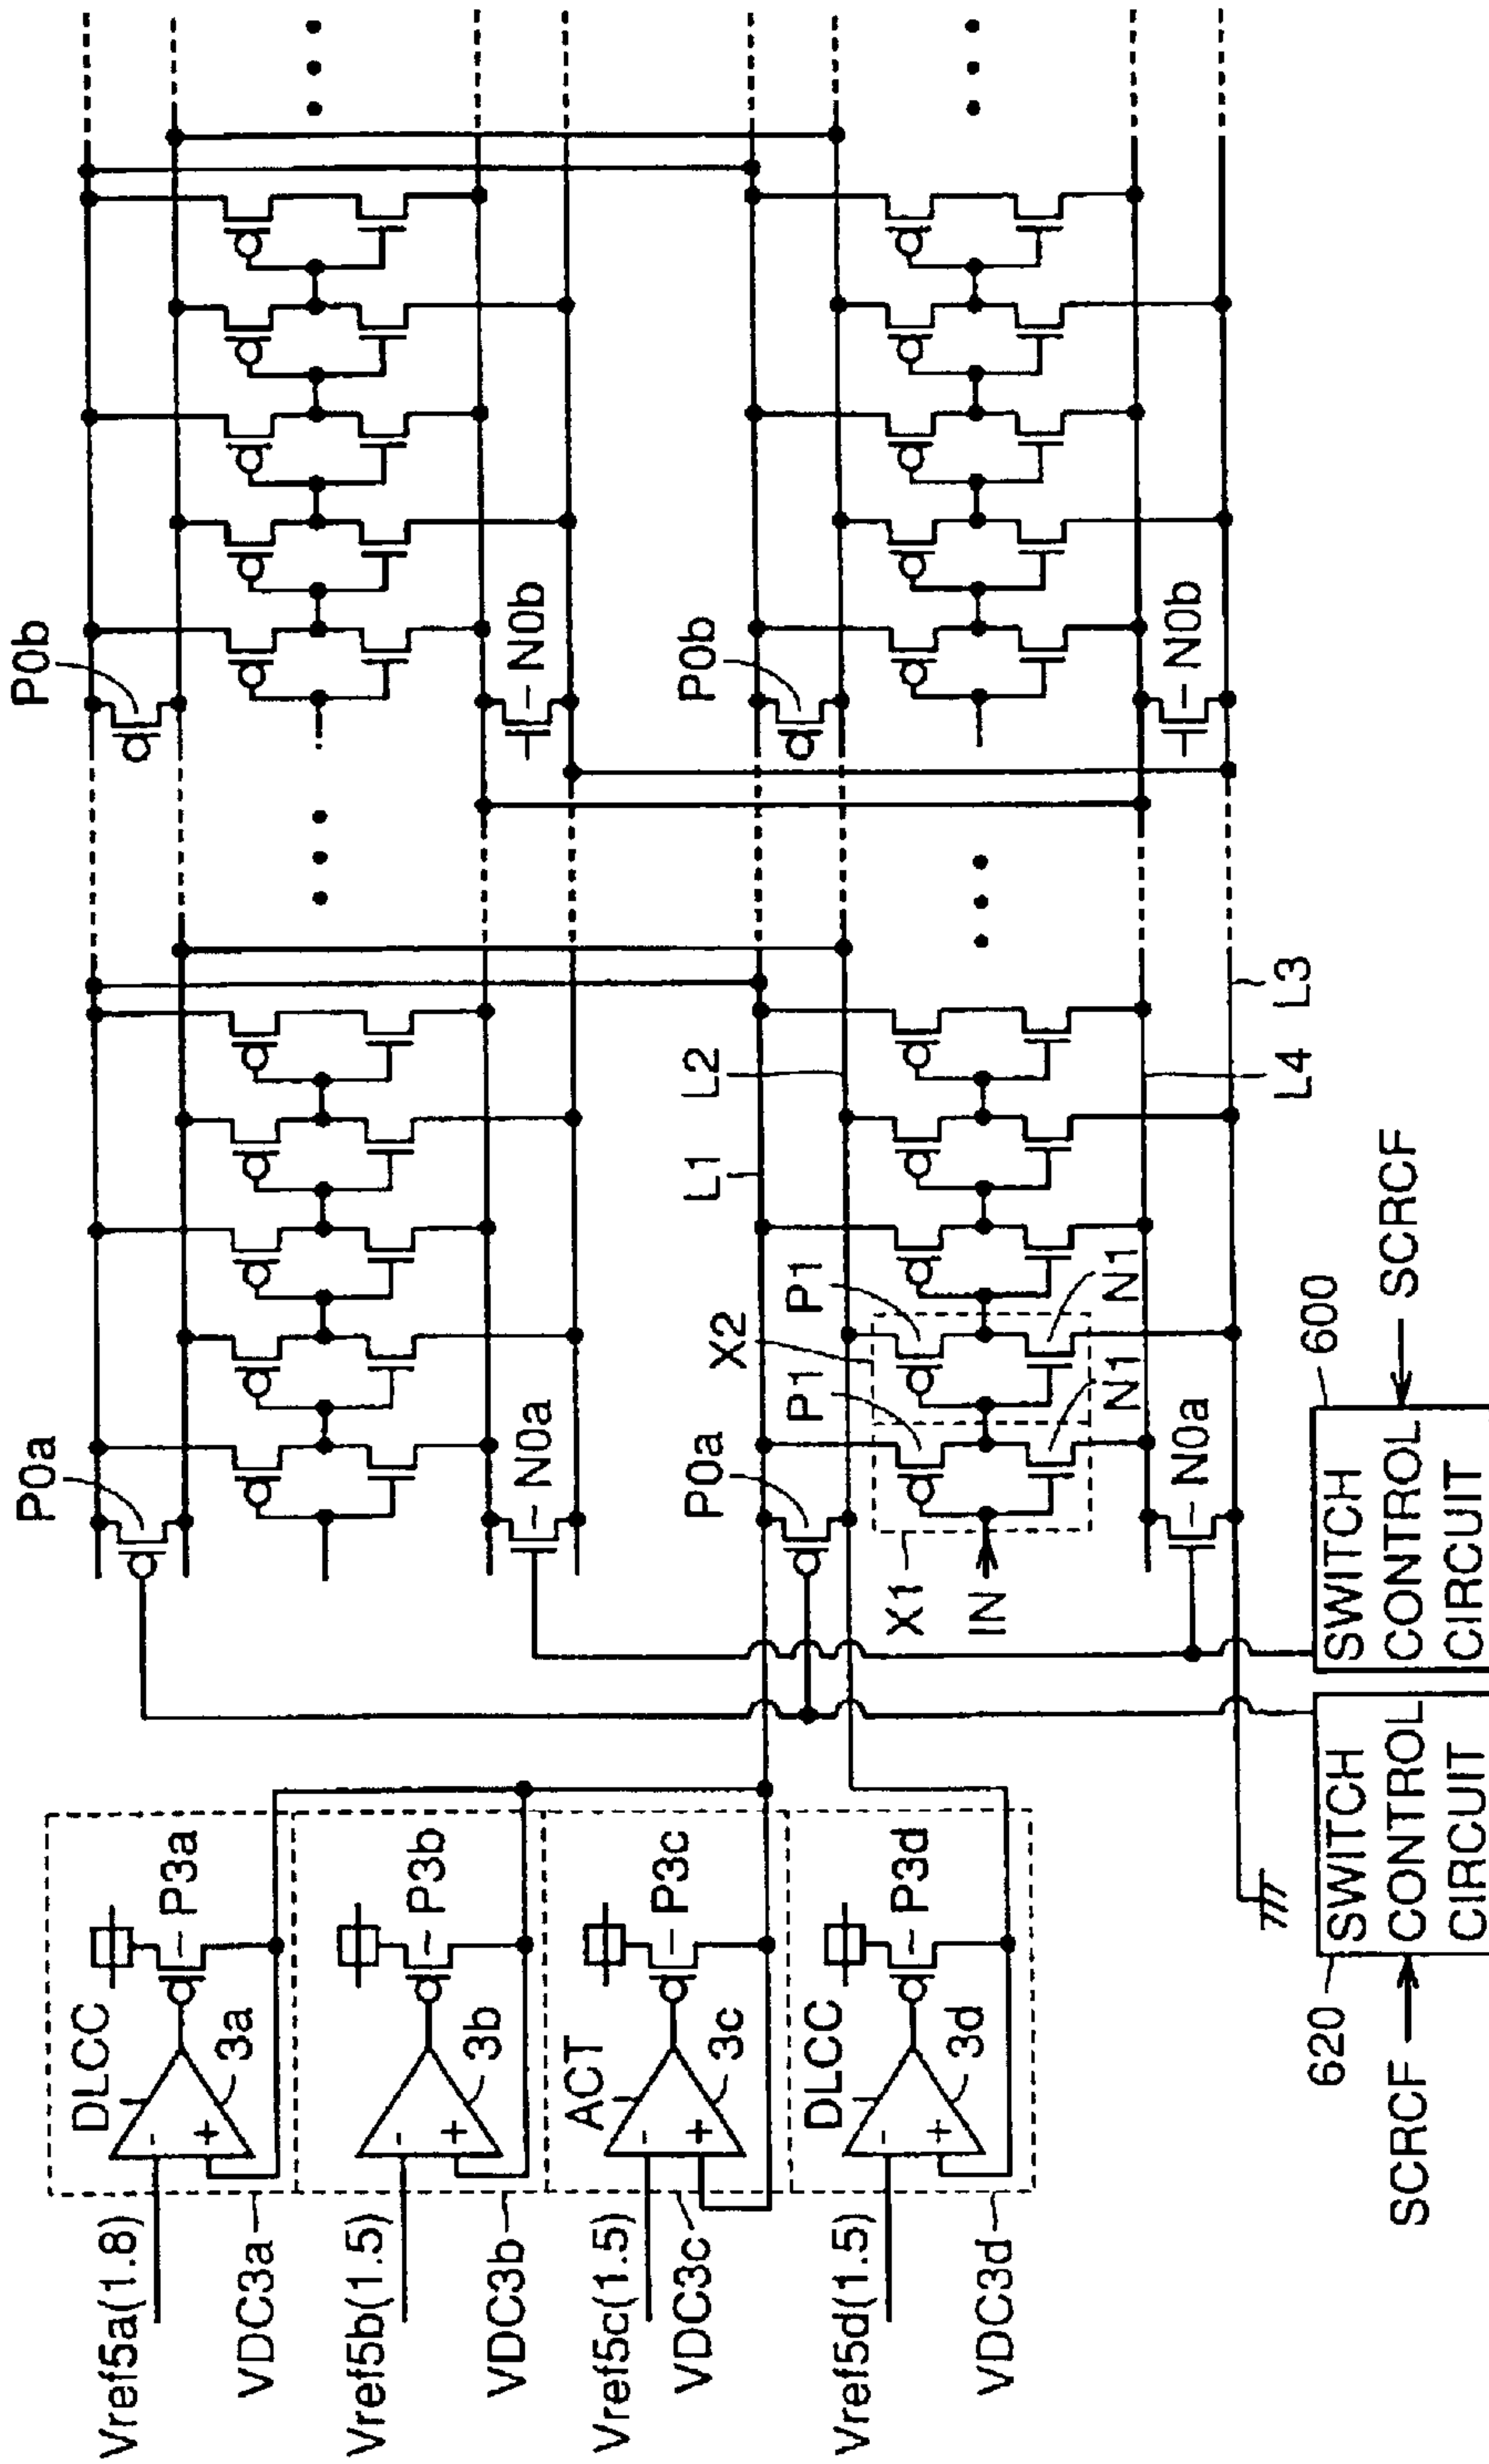 P0a
P0b
N0a
N0b
DLCC
P3a
3a
Vref5a(1.8)
VDC3a
P3b
3b
Vref5b(1.5)
VDC3b
ACT
P3c
3c
Vref5c(1.5)
VDC3c
DLCC
P3d
3d
Vref5d(1.5)
VDC3d
P0a
L1
L2
P0b
X2
P1
P1
X1
IN
N1
N1
N0a
N0b
L4
L3
620
SCRCF
SWITCH
CONTROL
CIRCUIT
600
SCRCF
SWITCH
CONTROL
CIRCUIT